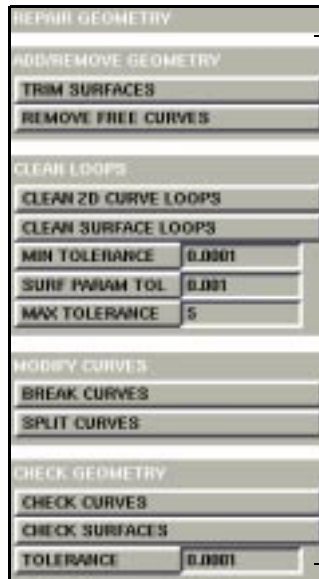 REPAIR GEOMETRY
ADD/REMOVE GEOMETRY
TRIM SURFACES
REMOVE FREE CURVES
CLEAN LOOPS
CLEAN 2D CURVE LOOPS
CLEAN SURFACE LOOPS
MIN TOLERANCE 0.0001
SURF PARAM TOL 0.001
MAX TOLERANCE 5
MODIFY CURVES
BREAK CURVES
SPLIT CURVES
CHECK GEOMETRY
CHECK CURVES
CHECK SURFACES
TOLERANCE 0.0001